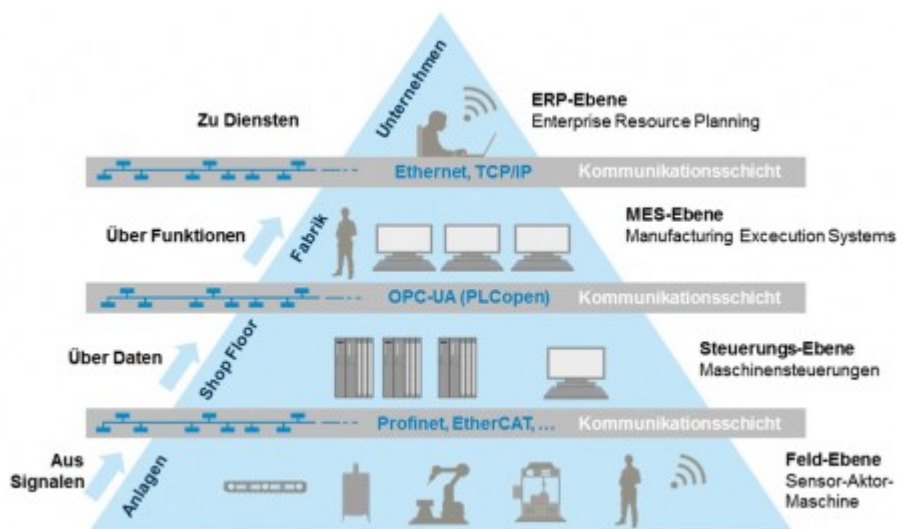 Unternehmen
Zu Diensten
ERP-Ebene
Enterprise Resource Planning
Ethernet, TCP/IP
Kommunikationsschicht
Fabrik
Über Funktionen
MES-Ebene
Manufacturing Excecution Systems
OPC-UA (PLCopen)
Kommunikationsschicht
Shop Floor
Über Daten
Steuerungs-Ebene
Maschinensteuerungen
Profinet, EtherCAT, ...
Kommunikationsschicht
Aus
Signalen
Anlagen
Feld-Ebene
Sensor-Aktor-
Maschine